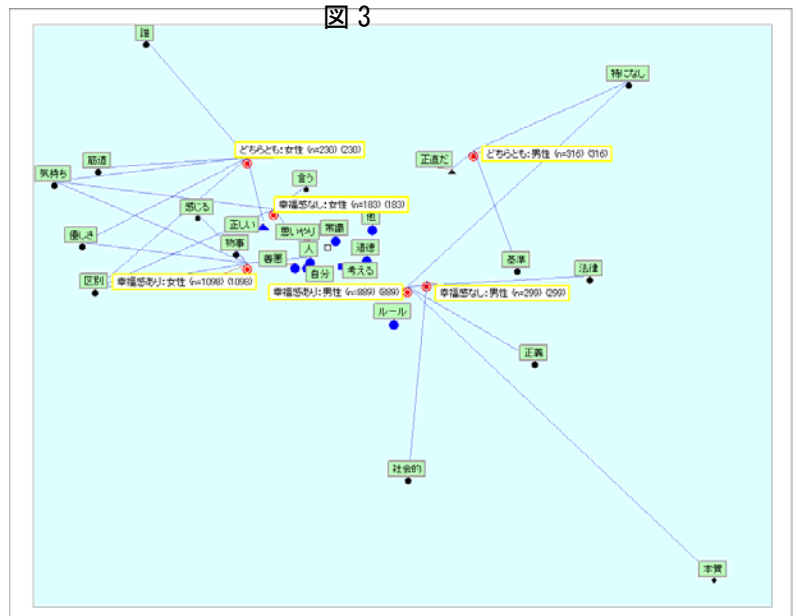 図 3
誰
特になし
どちらとも:女性 (n=230) (230)
どちらとも:男性 (n=316) (316)
正直だ
筋道
気持ち
言う
幸福感なし:女性 (n=183) (183)
感じる
他
正しい
思いやり
常識
優しさ
物事
人
道徳
善悪
基準
法律
自分
考える
区別
幸福感あり:女性 (n=1098) (1098)
幸福感あり:男性 (n=889) (889)
幸福感なし:男性 (n=299) (299)
ルール
正義
社会的
本質